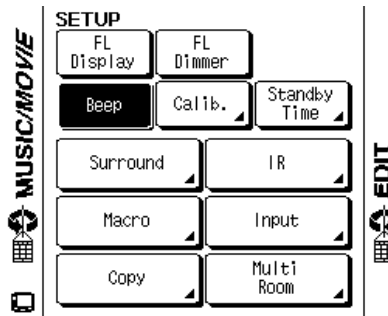 SETUP
FL Display
FL Dimmer
Beep
Calib.
Standby Time
Surround
IR
Macro
Input
Copy
Multi Room
MUSIC/MOVIE
EDIT